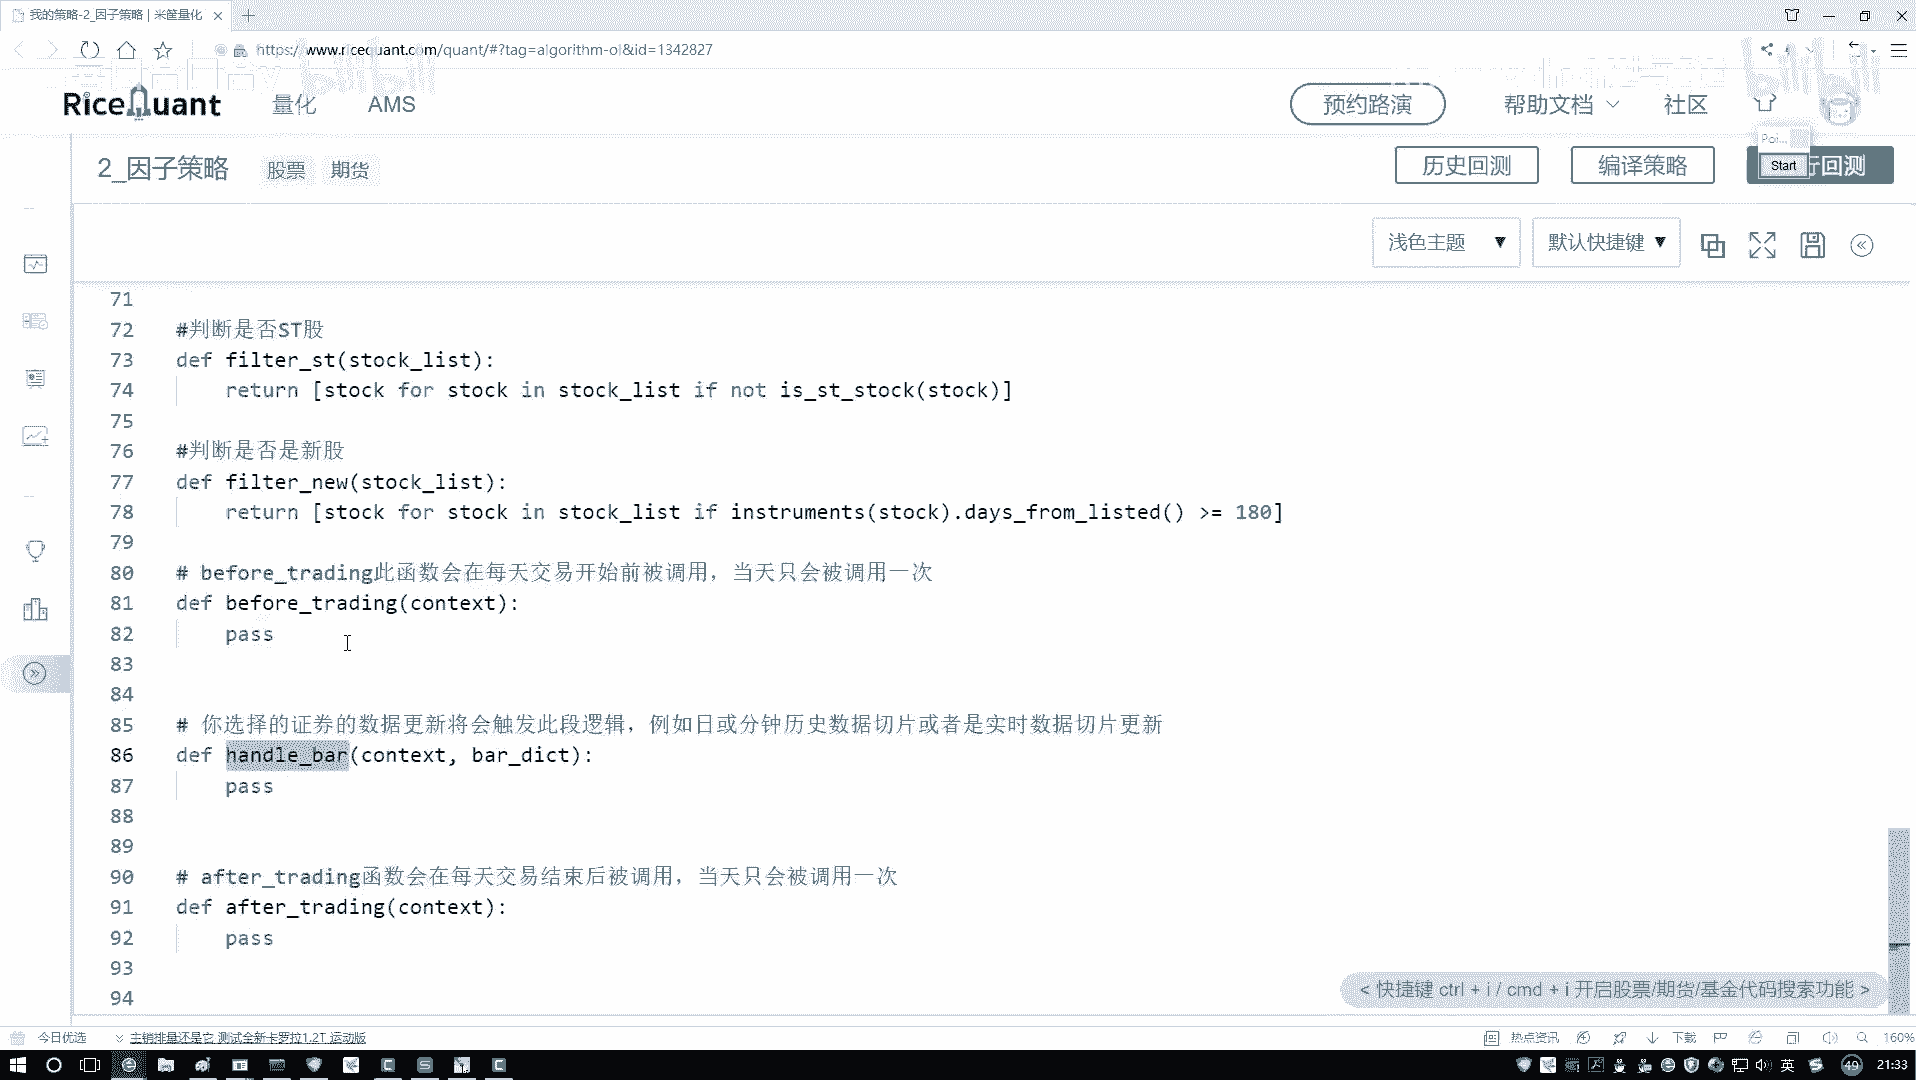 我的策略-2_因子策略 | 米筐量化
https://www.ricequant.com/quant/#?tag=algorithm-ol&id=1342827
bilibili
bilibili
RiceQuant
量化
AMS
预约路演
帮助文档
社区
Poi...
2_因子策略
股票
期货
历史回测
编译策略
Start
行回测
浅色主题
默认快捷键
71
72 #判断是否ST股
73 def filter_st(stock_list):
74 return [stock for stock in stock_list if not is_st_stock(stock)]
75
76 #判断是否是新股
77 def filter_new(stock_list):
78 return [stock for stock in stock_list if instruments(stock).days_from_listed() >= 180]
79
80 # before_trading此函数会在每天交易开始前被调用，当天只会被调用一次
81 def before_trading(context):
82 pass
83
84
85 # 你选择的证券的数据更新将会触发此段逻辑，例如日或分钟历史数据切片或者是实时数据切片更新
86 def handle_bar(context, bar_dict):
87 pass
88
89
90 # after_trading函数会在每天交易结束后被调用，当天只会被调用一次
91 def after_trading(context):
92 pass
93
94
< 快捷键 ctrl + i / cmd + i 开启股票/期货/基金代码搜索功能 >
今日优选
主销排量还是它 测试全新卡罗拉1.2T 运动版
热点资讯
下载
160%
英
49
21:33